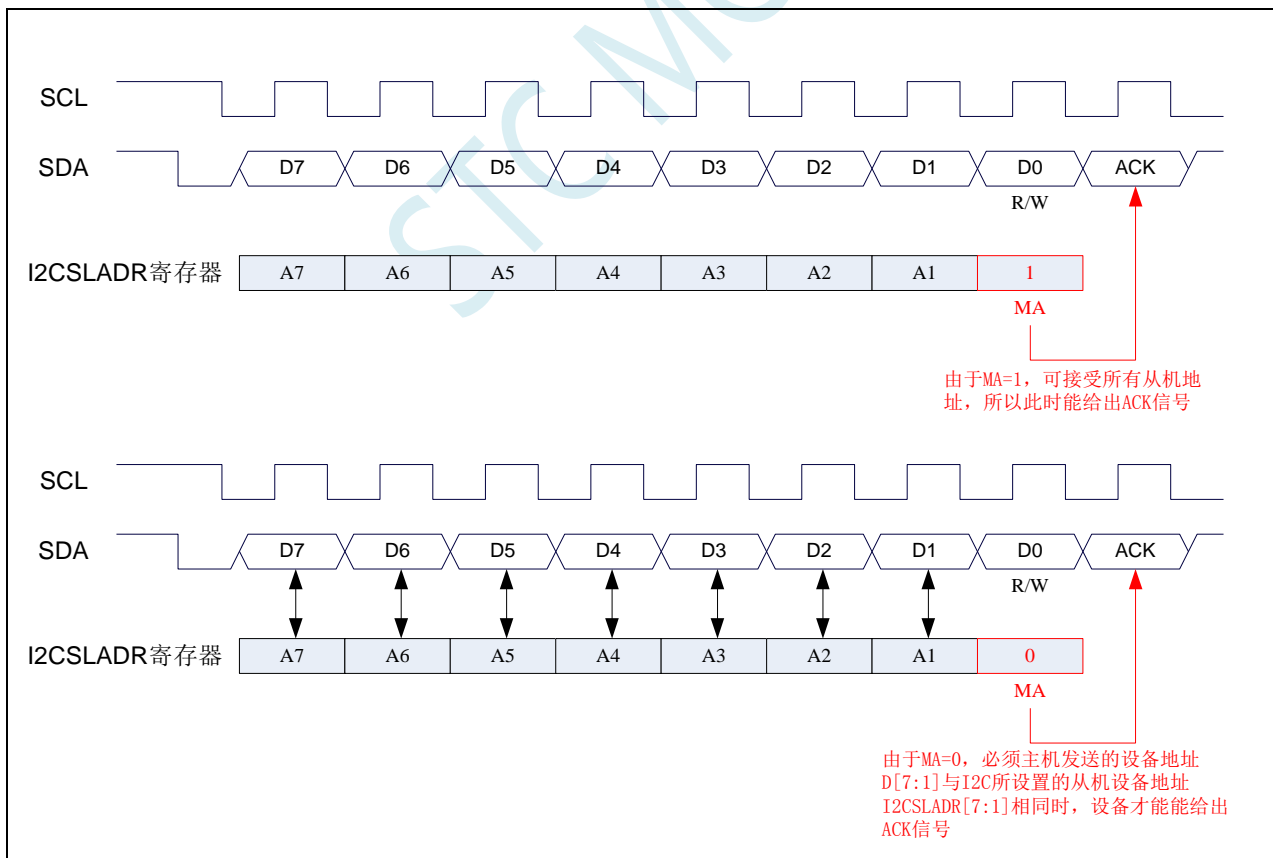 STC MC
SCL
SDA D7 D6 D5 D4 D3 D2 D1 D0 ACK
R/W
I2CSLADR寄存器 A7 A6 A5 A4 A3 A2 A1 1
MA
由于MA=1，可接受所有从机地
址，所以此时能给出ACK信号
SCL
SDA D7 D6 D5 D4 D3 D2 D1 D0 ACK
R/W
I2CSLADR寄存器 A7 A6 A5 A4 A3 A2 A1 0
MA
由于MA=0，必须主机发送的设备地址
D[7:1]与I2C所设置的从机设备地址
I2CSLADR[7:1]相同时，设备才能能给出
ACK信号